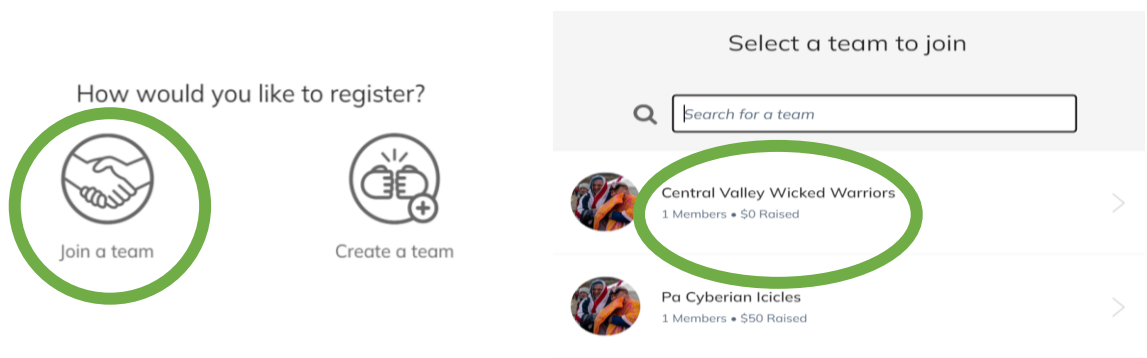 How would you like to register?
Join a team
Create a team
Select a team to join
Search for a team
Central Valley Wicked Warriors
1 Members • $0 Raised
Pa Cyberian Icicles
1 Members • $50 Raised